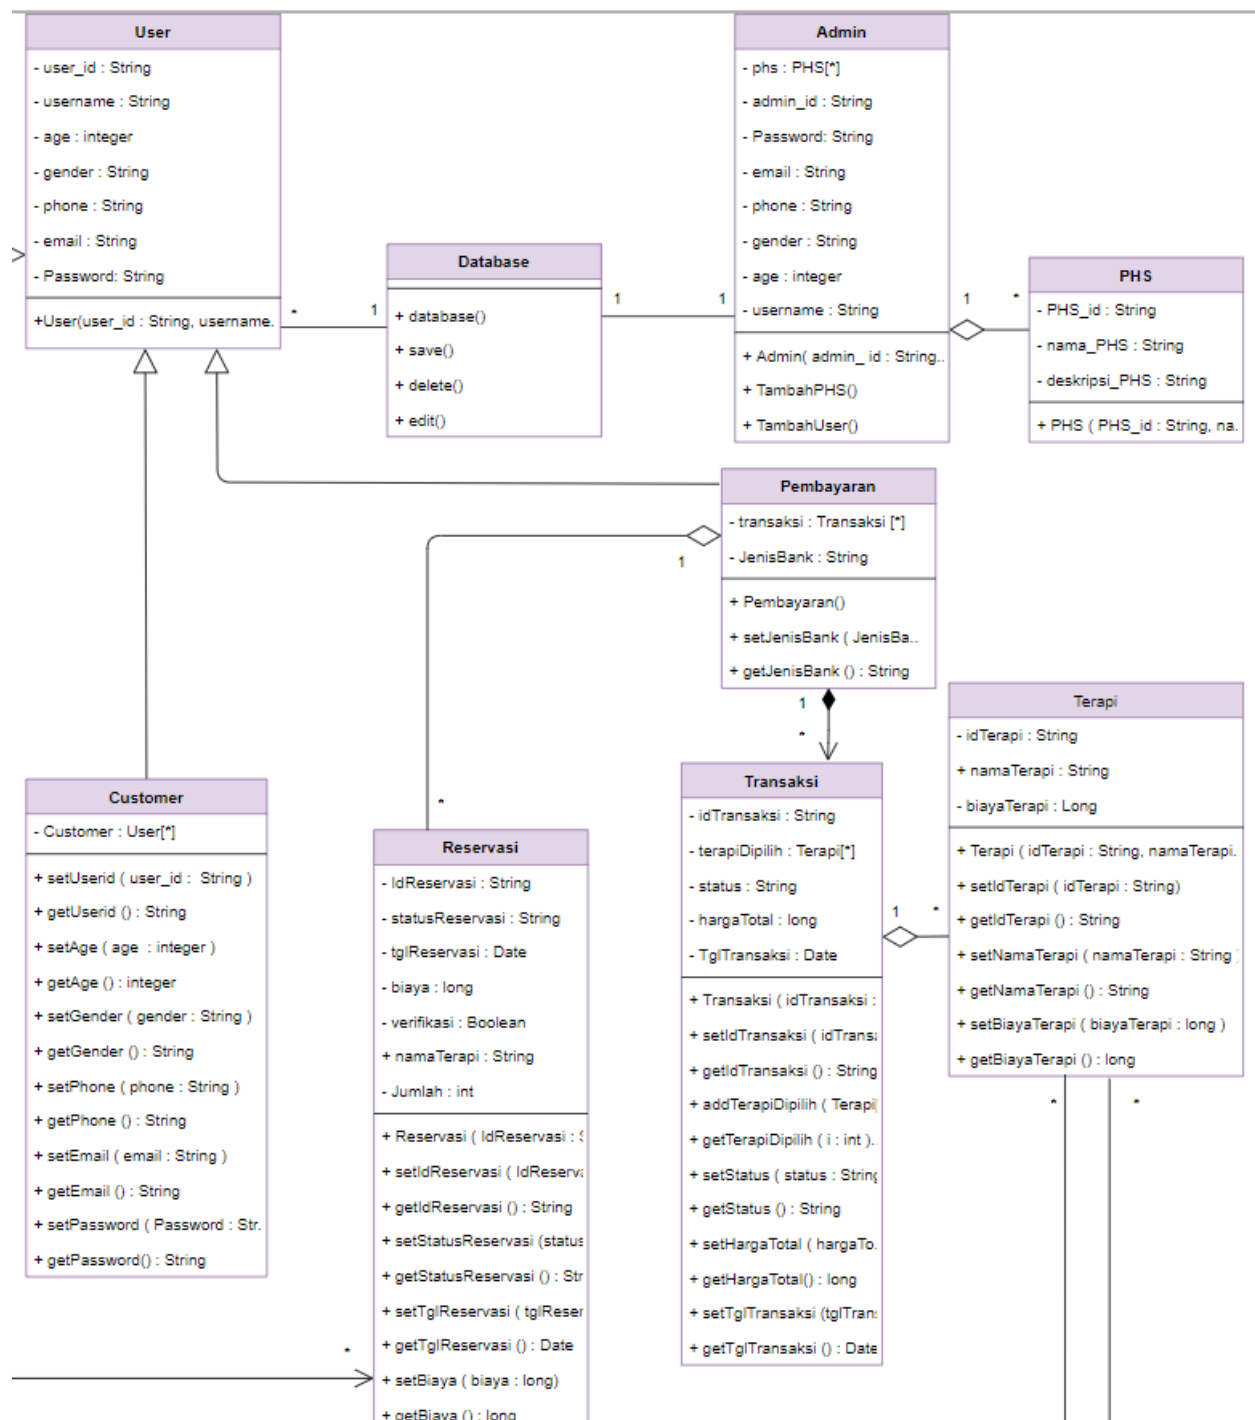 User
- user_id : String
- username : String
- age : integer
- gender : String
- phone : String
- email : String
- Password: String
+User(user_id : String, username.
*
1
Database
+ database()
+ save()
+ delete()
+ edit()
1
1
Admin
- phs : PHS[*]
- admin_id : String
- Password: String
- email : String
- phone : String
- gender : String
- age : integer
- username : String
+ Admin( admin_ id : String..
+ TambahPHS()
+ TambahUser()
1
*
PHS
- PHS_id : String
- nama_PHS : String
- deskripsi_PHS : String
+ PHS ( PHS_id : String, na.
Pembayaran
- transaksi : Transaksi [*]
- JenisBank : String
+ Pembayaran()
+ setJenisBank ( JenisBa..
+ getJenisBank () : String
1
*
1
*
Customer
- Customer : User[*]
+ setUserid ( user_id : String )
+ getUserid () : String
+ setAge ( age : integer )
+ getAge () : integer
+ setGender ( gender : String )
+ getGender () : String
+ setPhone ( phone : String )
+ getPhone () : String
+ setEmail ( email : String )
+ getEmail () : String
+ setPassword ( Password : Str.
+ getPassword() : String
Reservasi
- IdReservasi : String
- statusReservasi : String
- tglReservasi : Date
- biaya : long
- verifikasi : Boolean
+ namaTerapi : String
- Jumlah : int
+ Reservasi ( IdReservasi :
+ setIdReservasi ( IdReserv
+ getIdReservasi () : String
+ setStatusReservasi (status
+ getStatusReservasi () : Str
+ setTglReservasi ( tglReser
+ getTglReservasi () : Date
+ setBiaya ( biaya : long)
+ getBiaya () : long
*
Transaksi
- idTransaksi : String
- terapiDipilih : Terapi[*]
- status : String
- hargaTotal : long
- TglTransaksi : Date
+ Transaksi ( idTransaksi :
+ setIdTransaksi ( idTrans
+ getIdTransaksi () : String
+ addTerapiDipilih ( Terapi
+ getTerapiDipilih ( i : int )..
+ setStatus ( status : String
+ getStatus () : String
+ setHargaTotal ( hargaTo.
+ getHargaTotal() : long
+ setTglTransaksi (tglTran
+ getTglTransaksi () : Date
1
*
Terapi
- idTerapi : String
+ namaTerapi : String
- biayaTerapi : Long
+ Terapi ( idTerapi : String, namaTerapi.
+ setIdTerapi ( idTerapi : String)
+ getIdTerapi () : String
+ setNamaTerapi ( namaTerapi : String
+ getNamaTerapi () : String
+ setBiayaTerapi ( biayaTerapi : long )
+ getBiayaTerapi () : long
*
*